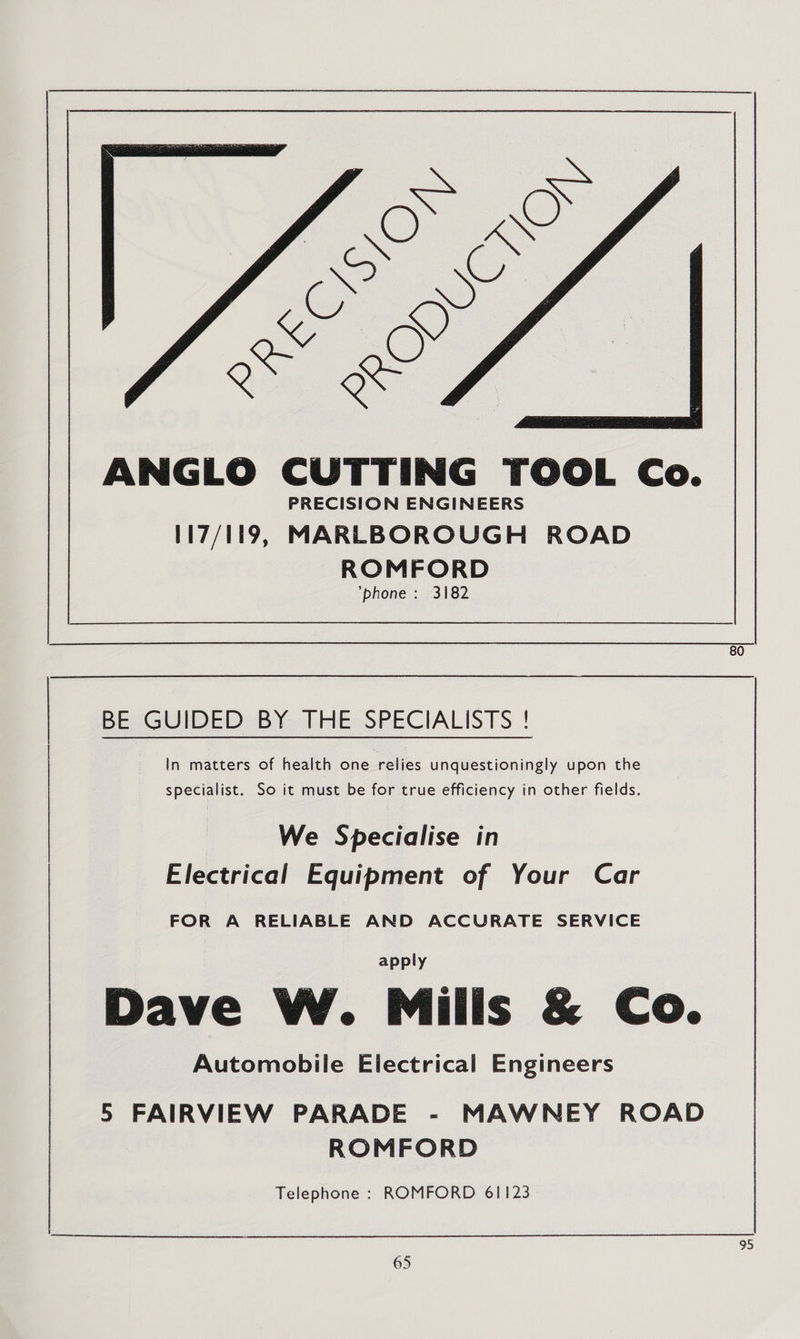 PRECISION
PRODUCTION
ANGLO CUTTING TOOL Co.
PRECISION ENGINEERS
117/119, MARLBOROUGH ROAD
ROMFORD
'phone : 3182
80
BE GUIDED BY THE SPECIALISTS !
In matters of health one relies unquestioningly upon the
specialist. So it must be for true efficiency in other fields.
We Specialise in
Electrical Equipment of Your Car
FOR A RELIABLE AND ACCURATE SERVICE
apply
Dave W. Mills & Co.
Automobile Electrical Engineers
5 FAIRVIEW PARADE - MAWNEY ROAD
ROMFORD
Telephone : ROMFORD 61123
95
65